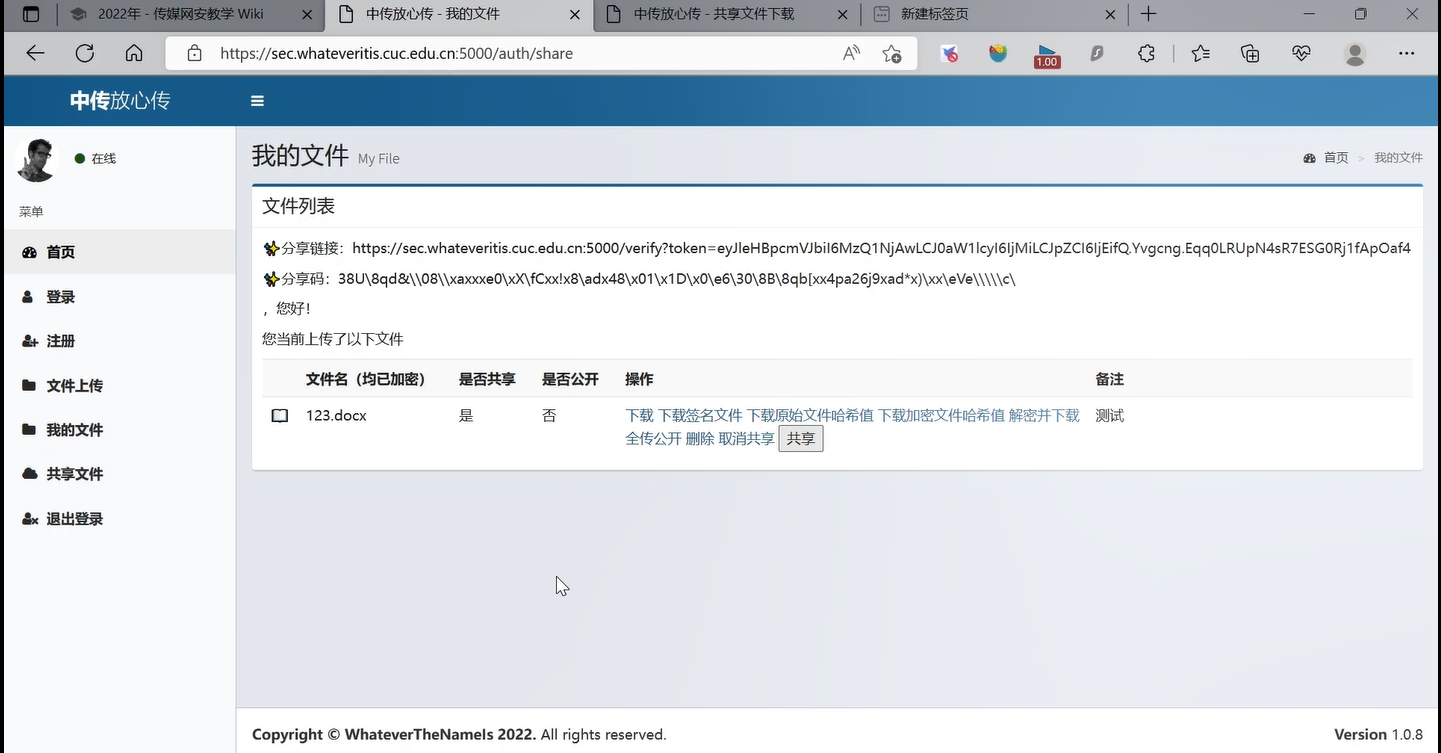 2022年 - 传媒网安教学 Wiki
中传放心传 - 我的文件
中传放心传 - 共享文件下载
新建标签页
https://sec.whateveritis.cuc.edu.cn:5000/auth/share
1.00
中传放心传
在线
菜单
首页
登录
注册
文件上传
我的文件
共享文件
退出登录
我的文件 My File
首页 > 我的文件
文件列表
✨分享链接：https://sec.whateveritis.cuc.edu.cn:5000/verify?token=eyJleHBpcmVJbiI6MzQ1NjAwLCJ0aW1lcyI6IjMiLCJpZCI6IjEifQ.Yvgcng.Eqq0LRUpN4sR7ESG0Rj1fApOaf4
✨分享码：38U\8qd&\\08\\xaxxxe0\xX\fCxx!x8\adx48\x01\x1D\x0\e6\30\8B\8qb[xx4pa26j9xad*x)\xx\eVe\\\\\c\
，您好！
您当前上传了以下文件
文件名（均已加密） 是否共享 是否公开 操作 备注
123.docx 是 否 下载 下载签名文件 下载原始文件哈希值 下载加密文件哈希值 解密并下载 测试
全传公开 删除 取消共享 共享
Copyright © WhateverTheNameIs 2022. All rights reserved.
Version 1.0.8